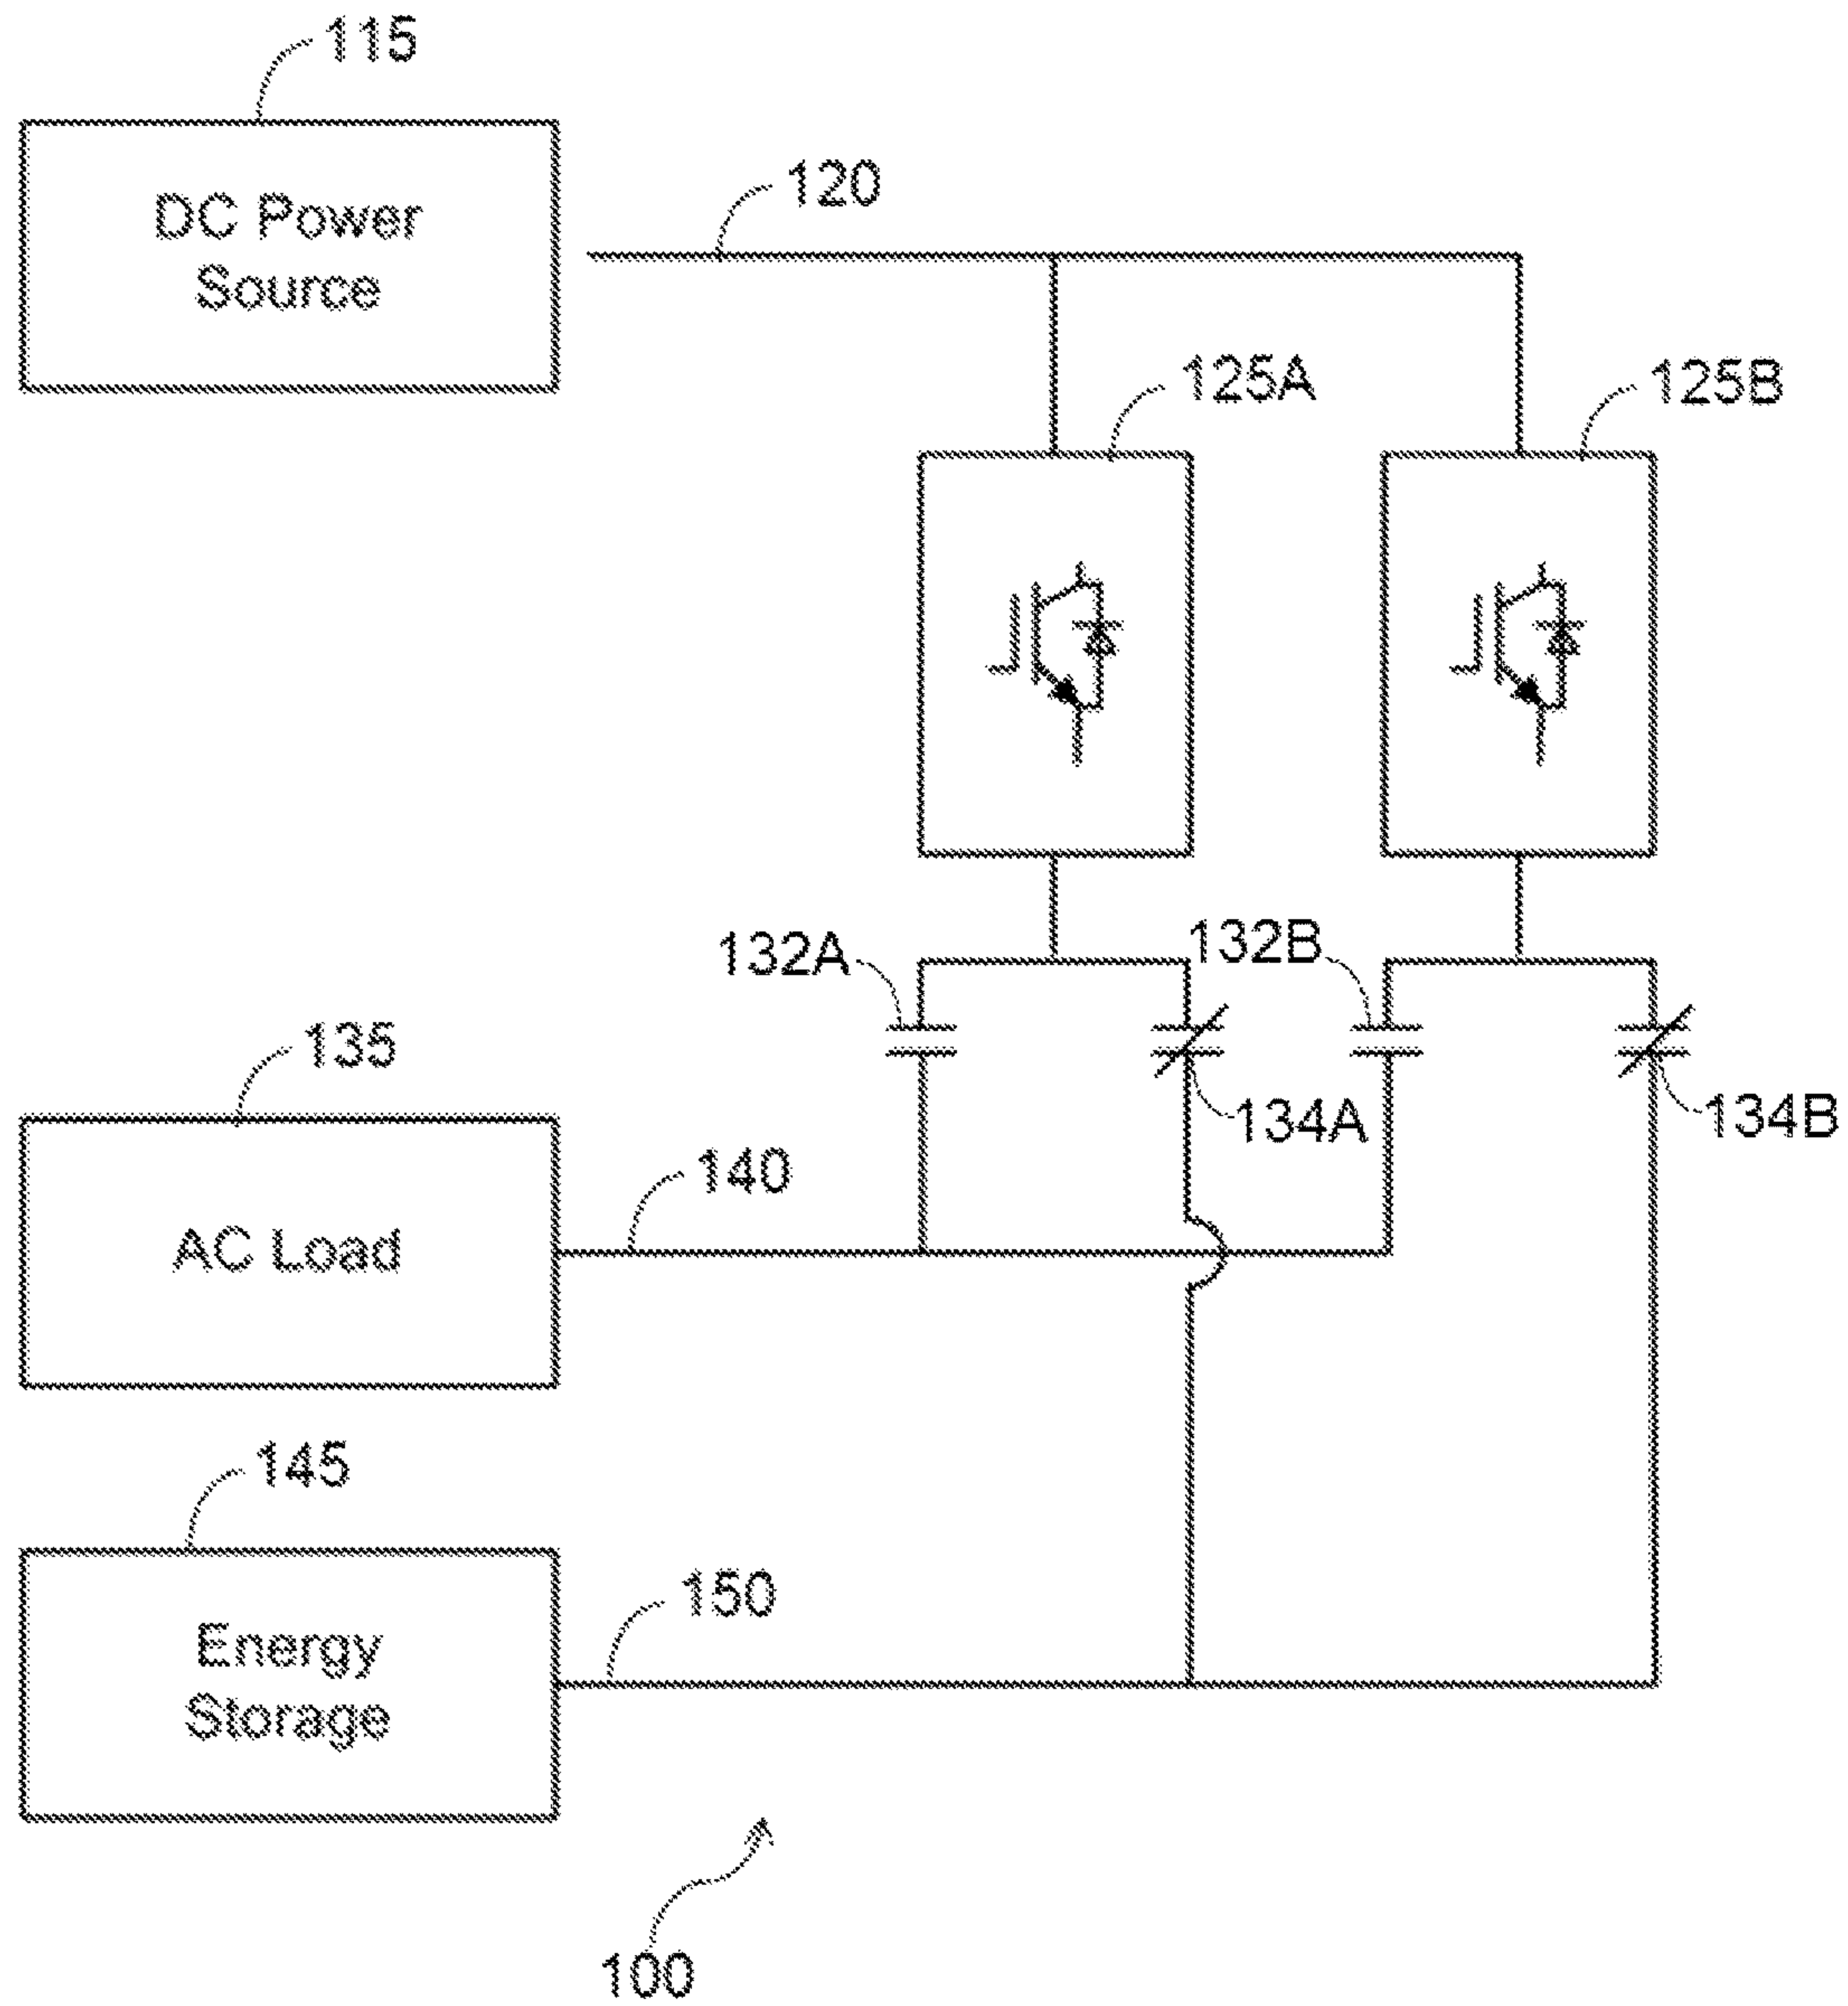 115
DC Power
Source
120
125A
125B
132A
132B
134A
134B
135
AC Load
140
145
Energy
Storage
150
100